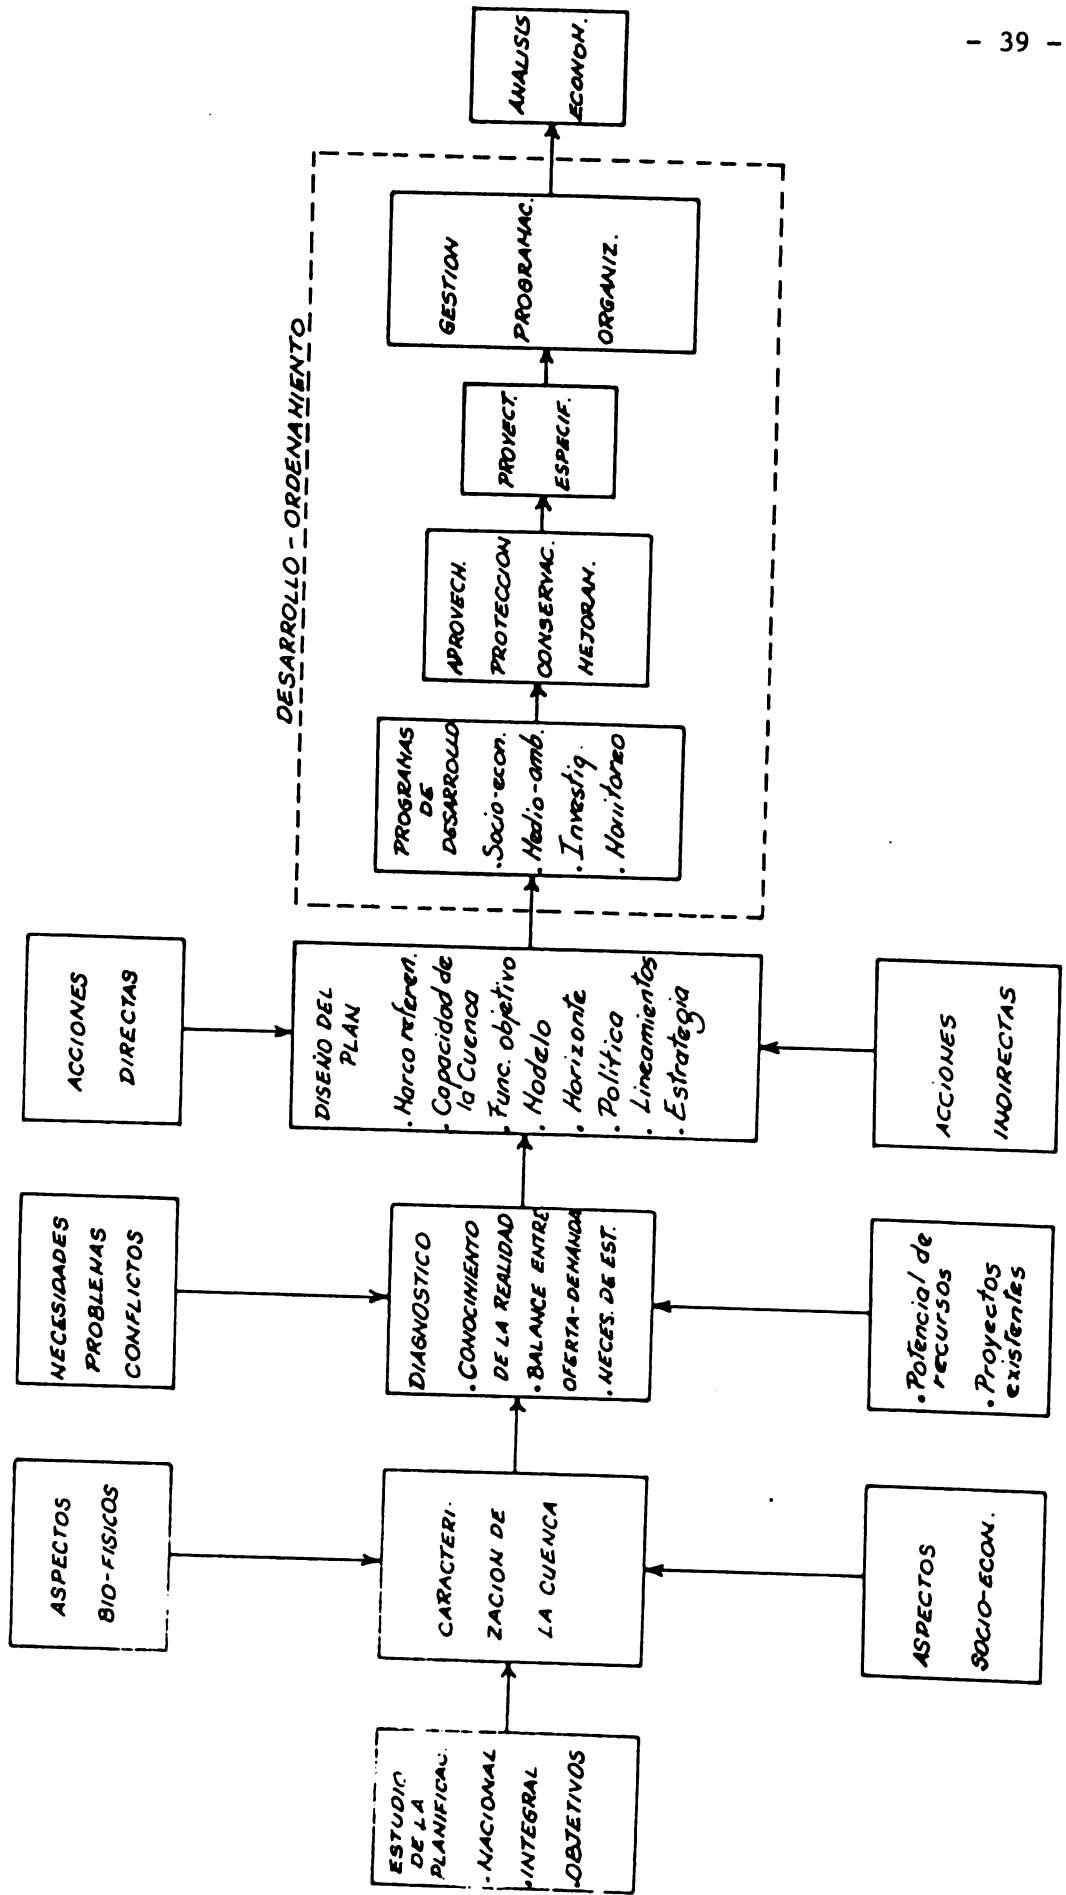 - 39 -
ESTUDIO
DE LA
PLANIFICAC.
. NACIONAL
. INTEGRAL
. OBJETIVOS
ASPECTOS
BIO-FISICOS
CARACTERI.
ZACION DE
LA CUENCA
ASPECTOS
SOCIO-ECON.
NECESIDADES
PROBLEMAS
CONFLICTOS
DIAGNOSTICO
. CONOCIMIENTO
DE LA REALIDAD
. BALANCE ENTRE
OFERTA-DEMANDA
. NECES. DE EST.
. Potencial de
recursos
. Proyectos
existentes
ACCIONES
DIRECTAS
DISEÑO DEL
PLAN
. Marco referen.
. Capacidad de
la Cuenca
. Func. objetivo
. Modelo
. Horizonte
. Política
. Lineamientos
. Estrategia
ACCIONES
INDIRECTAS
DESARROLLO - ORDENAMIENTO
PROGRAMAS
DE
DESARROLLO
. Socio-econ.
. Medio-amb.
. Investig.
. Monitoreo
APROVECH.
PROTECCION
CONSERVAC.
MEJORAM.
PROYECT.
ESPECIF.
GESTION
PROGRAMAC.
ORGANIZ.
ANALISIS
ECONOM.